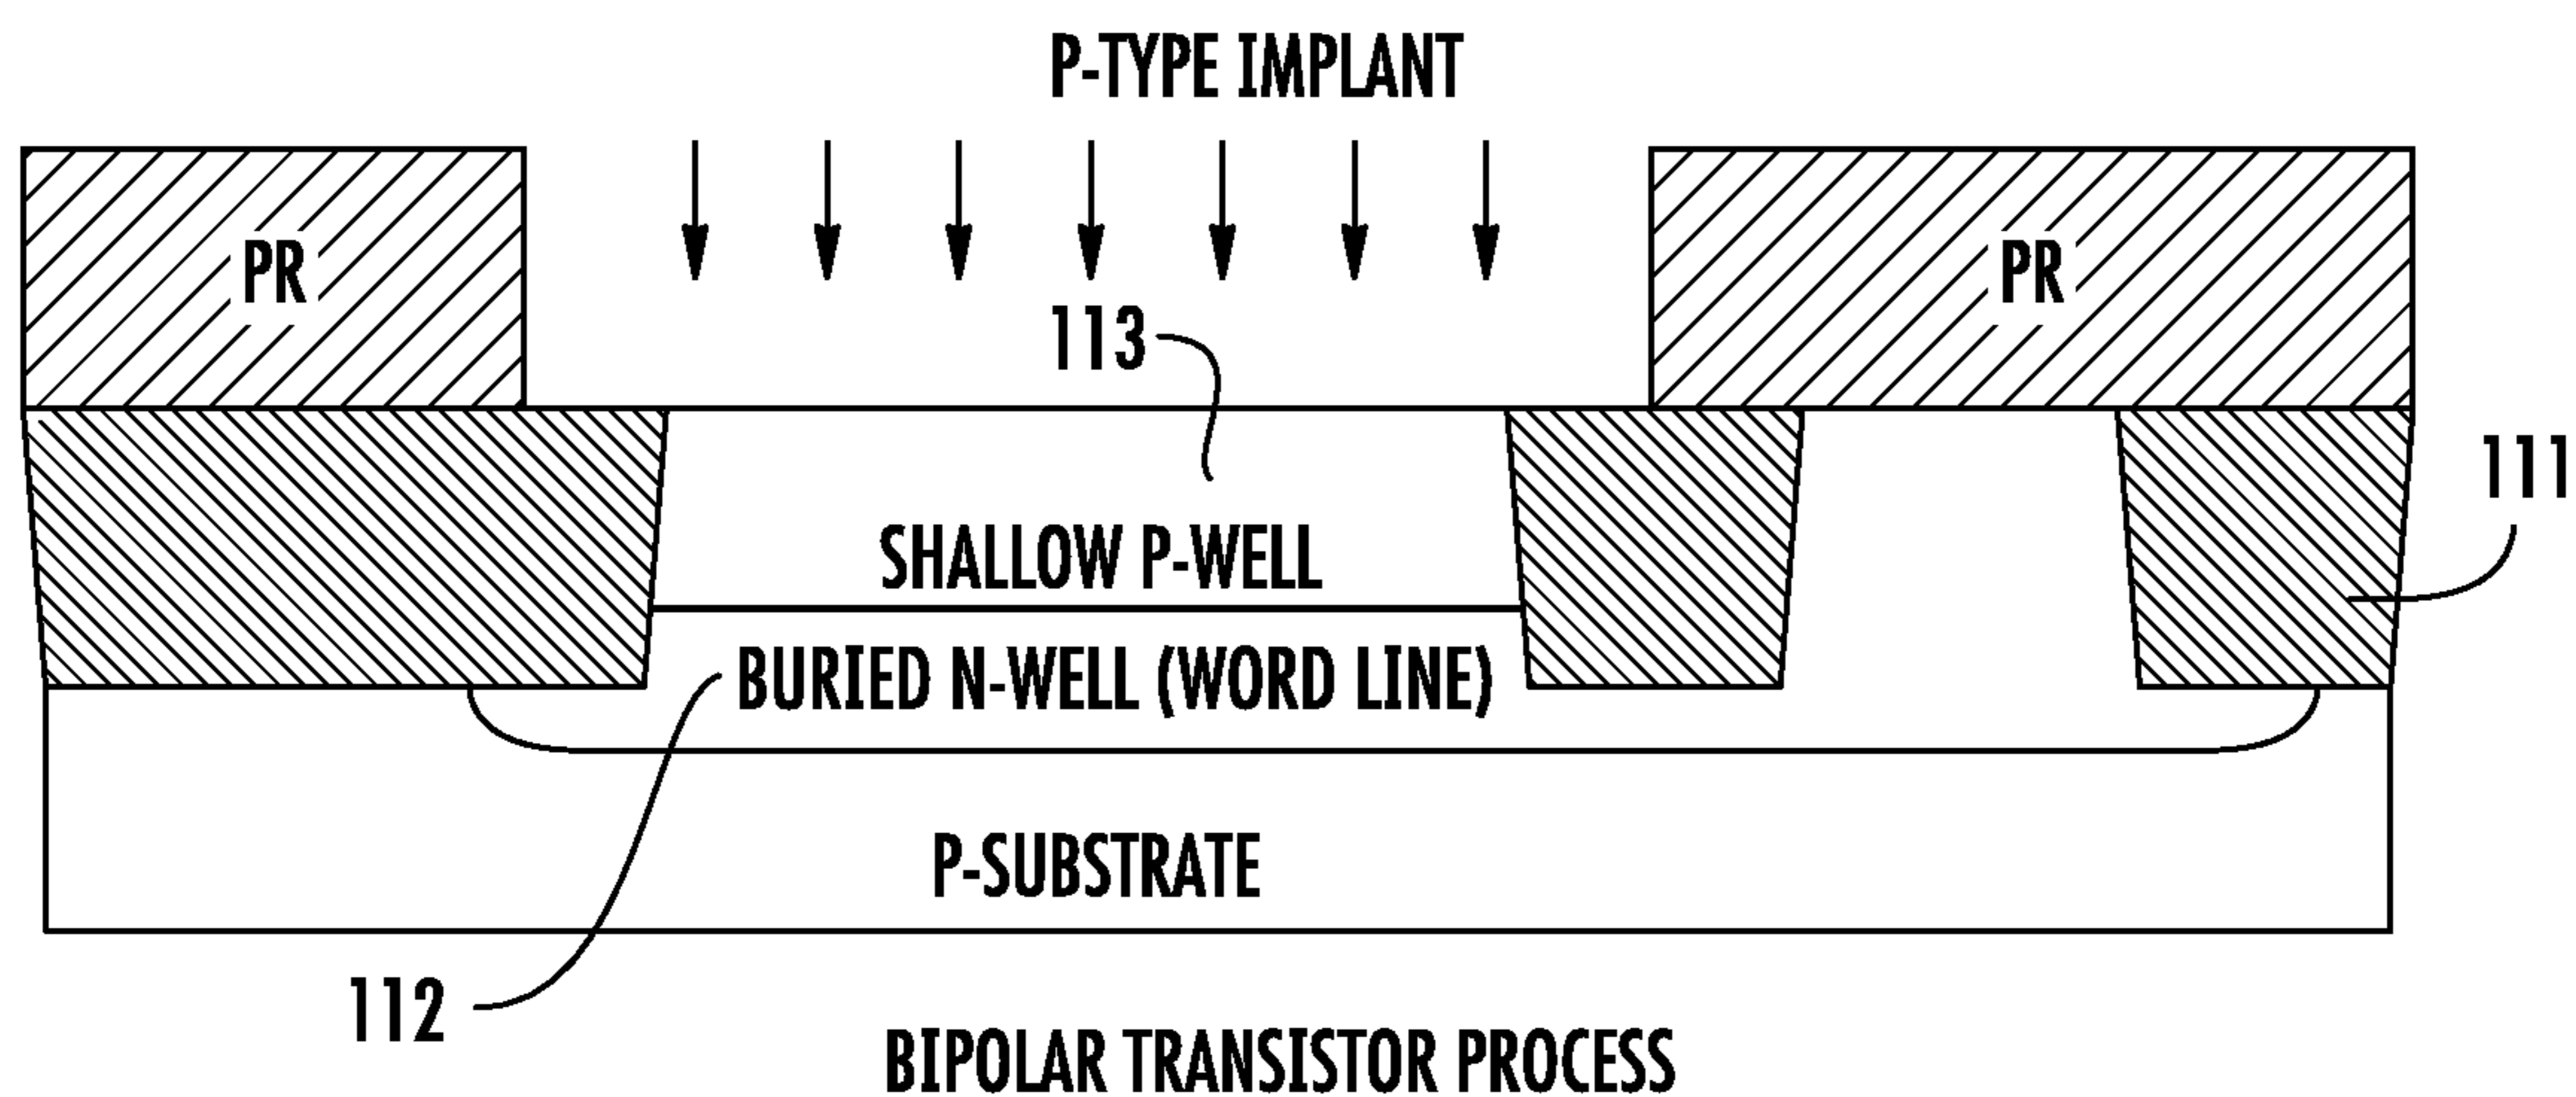 P-TYPE IMPLANT
PR
PR
113
111
SHALLOW P-WELL
BURIED N-WELL (WORD LINE)
P-SUBSTRATE
112
BIPOLAR TRANSISTOR PROCESS